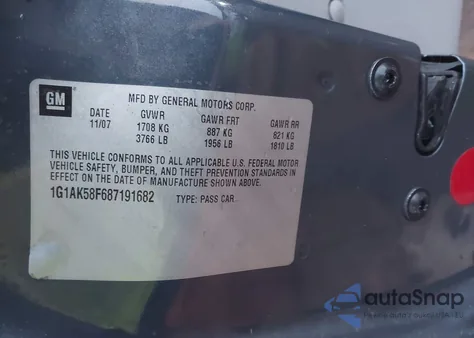 GM
MFD BY GENERAL MOTORS CORP.
DATE GVWR GAWR FRT GAWR RR
11/07 1708 KG 887 KG 821 KG
3766 LB 1956 LB 1810 LB
THIS VEHICLE CONFORMS TO ALL APPLICABLE U.S. FEDERAL MOTOR
VEHICLE SAFETY, BUMPER, AND THEFT PREVENTION STANDARDS IN
EFFECT ON THE DATE OF MANUFACTURE SHOWN ABOVE.
1G1AK58F687191682 TYPE: PASS CAR
autoSnap